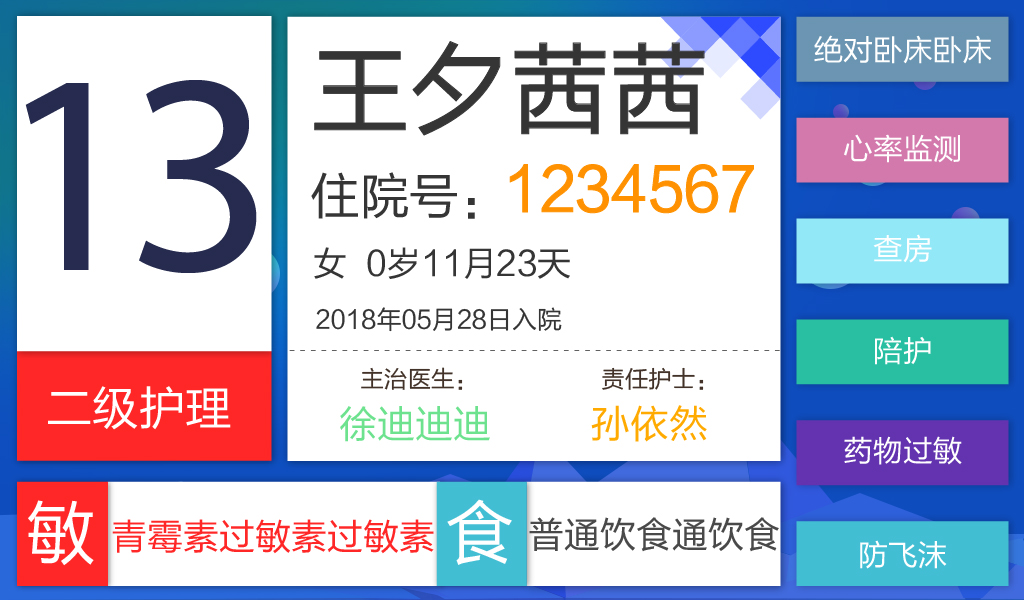 13
二级护理
王夕茜茜
住院号：1234567
女 0岁11月23天
2018年05月28日入院
主治医生：
徐迪迪迪
责任护士：
孙依然
敏
青霉素过敏素过敏素
食
普通饮食通饮食
绝对卧床卧床
心率监测
查房
陪护
药物过敏
防飞沫